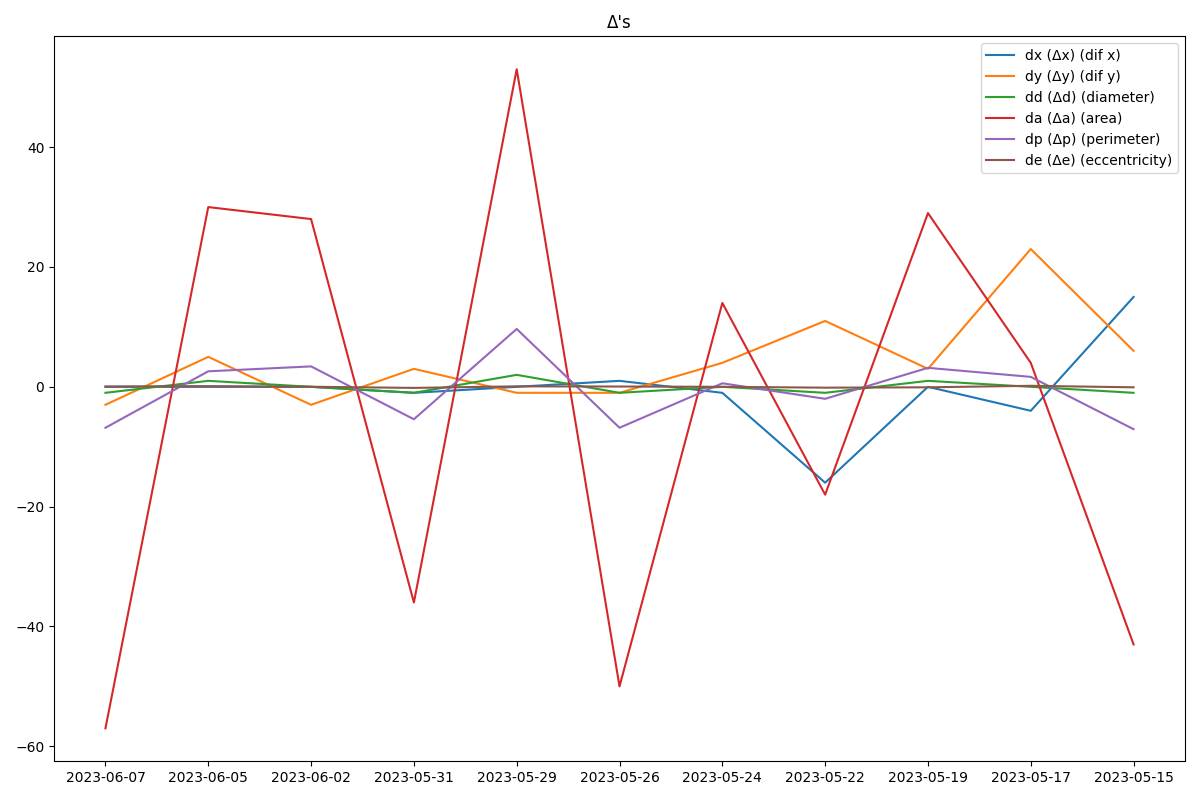 Δ's
dx (Δx) (dif x)
dy (Δy) (dif y)
dd (Δd) (diameter)
da (Δa) (area)
dp (Δp) (perimeter)
de (Δe) (eccentricity)
40
20
0
−20
−40
−60
2023-06-07 2023-06-05 2023-06-02 2023-05-31 2023-05-29 2023-05-26 2023-05-24 2023-05-22 2023-05-19 2023-05-17 2023-05-15